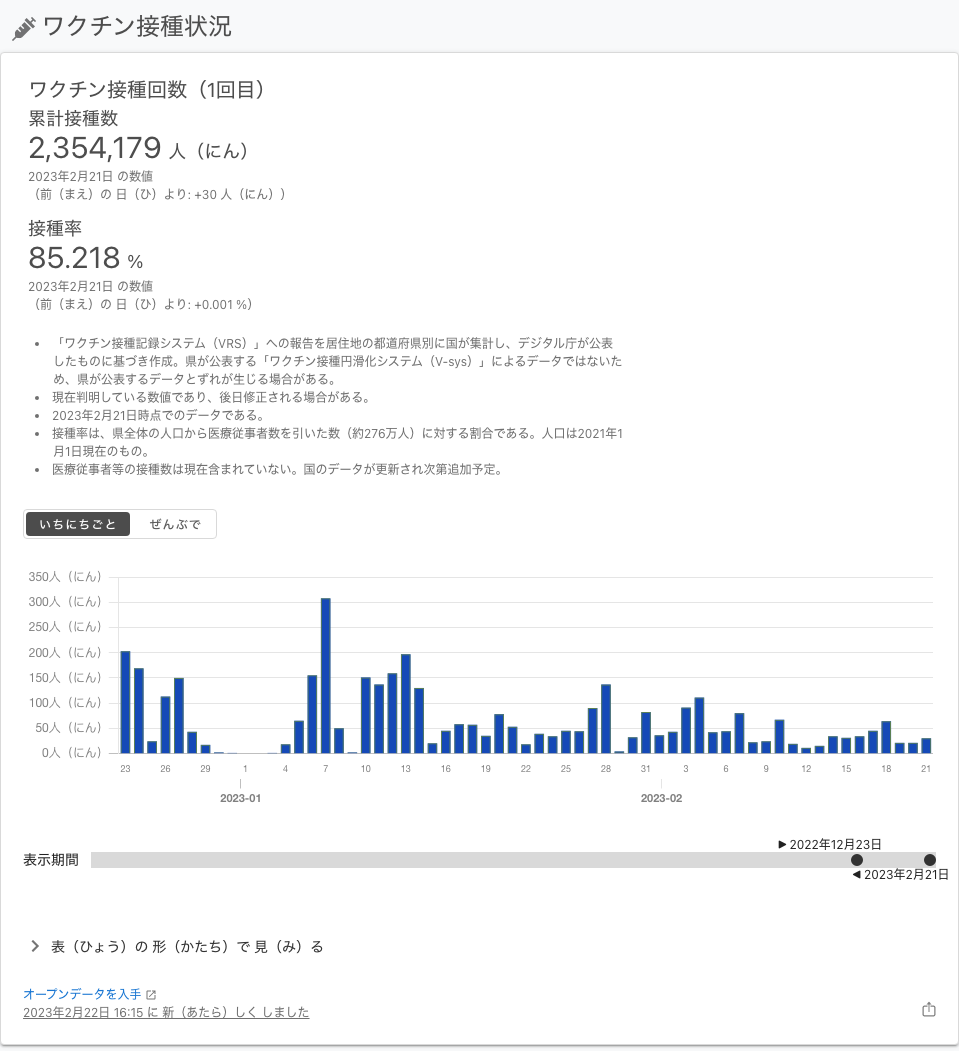 ワクチン接種状況
ワクチン接種回数（1回目）
累計接種数
2,354,179 人（にん）
2023年2月21日 の数値
（前（まえ）の 日（ひ）より: +30 人（にん））
接種率
85.218 %
2023年2月21日 の数値
（前（まえ）の 日（ひ）より: +0.001 %）
• 「ワクチン接種記録システム（VRS）」への報告を居住地の都道府県別に国が集計し、デジタル庁が公表
したものに基づき作成。県が公表する「ワクチン接種円滑化システム（V-sys）」によるデータではないた
め、県が公表するデータとずれが生じる場合がある。
• 現在判明している数値であり、後日修正される場合がある。
• 2023年2月21日時点でのデータである。
• 接種率は、県全体の人口から医療従事者数を引いた数（約276万人）に対する割合である。人口は2021年1
月1日現在のもの。
• 医療従事者等の接種数は現在含まれていない。国のデータが更新され次第追加予定。
いちにちごと ぜんぶで
350人（にん）
300人（にん）
250人（にん）
200人（にん）
150人（にん）
100人（にん）
50人（にん）
0人（にん）
23 26 29 1 4 7 10 13 16 19 22 25 28 31 3 6 9 12 15 18 21
2023-01 2023-02
▶ 2022年12月23日
表示期間
◀ 2023年2月21日
表（ひょう）の 形（かたち）で 見（み）る
オープンデータを入手
2023年2月22日 16:15 に 新（あたら）しく しました